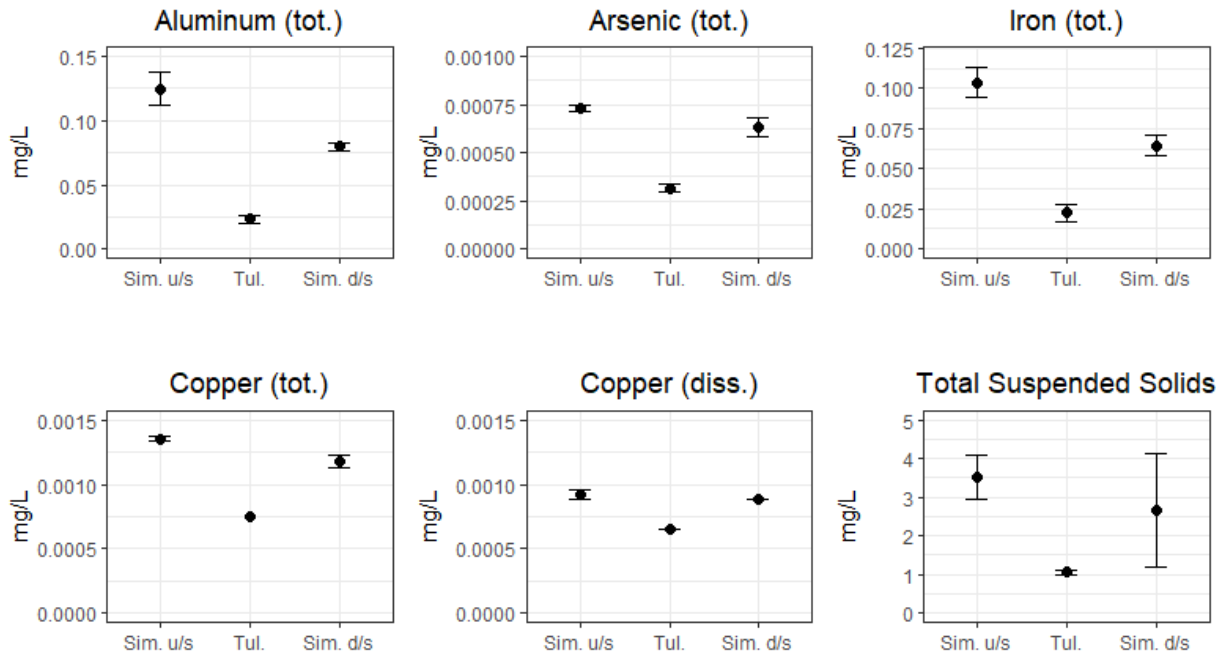 Aluminum (tot.)
mg/L
0.15
0.10
0.05
0.00
Sim. u/s Tul. Sim. d/s
Arsenic (tot.)
mg/L
0.00100
0.00075
0.00050
0.00025
0.00000
Sim. u/s Tul. Sim. d/s
Iron (tot.)
mg/L
0.125
0.100
0.075
0.050
0.025
0.000
Sim. u/s Tul. Sim. d/s
Copper (tot.)
mg/L
0.0015
0.0010
0.0005
0.0000
Sim. u/s Tul. Sim. d/s
Copper (diss.)
mg/L
0.0015
0.0010
0.0005
0.0000
Sim. u/s Tul. Sim. d/s
Total Suspended Solids
mg/L
5
4
3
2
1
0
Sim. u/s Tul. Sim. d/s